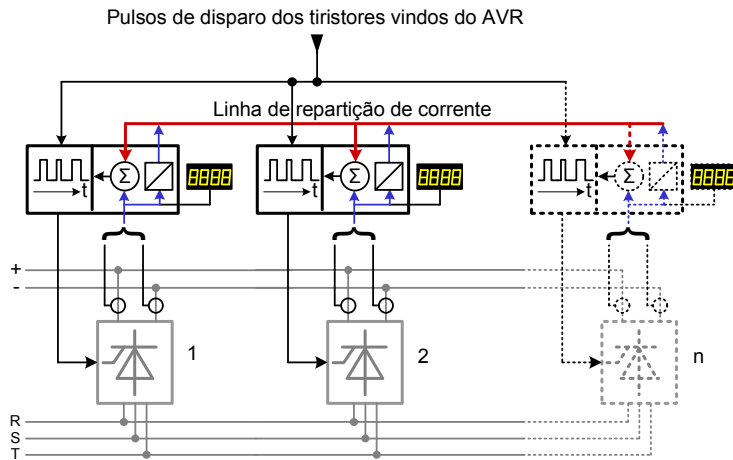 Pulsos de disparo dos tiristores vindos do AVR
Linha de repartição de corrente
t Σ 8888
t Σ 8888
t Σ 8888
+
-
1
2
n
R
S
T